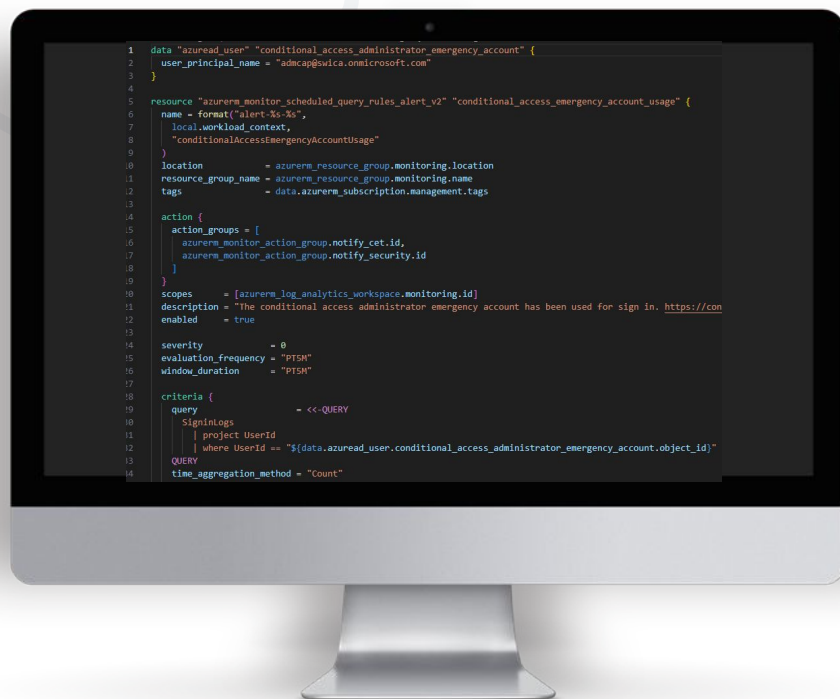 1 data "azuread_user" "conditional_access_administrator_emergency_account" {
2 user_principal_name = "admcap@swica.onmicrosoft.com"
3 }
4
5 resource "azurerm_monitor_scheduled_query_rules_alert_v2" "conditional_access_emergency_account_usage" {
6 name = format("alert-%s-%s",
7 local.workload_context,
8 "conditionalAccessEmergencyAccountUsage"
9 )
10 location = azurerm_resource_group.monitoring.location
11 resource_group_name = azurerm_resource_group.monitoring.name
12 tags = data.azurerm_subscription.management.tags
13
14 action {
15 action_groups = [
16 azurerm_monitor_action_group.notify_cet.id,
17 azurerm_monitor_action_group.notify_security.id
18 ]
19 }
20 scopes = [azurerm_log_analytics_workspace.monitoring.id]
21 description = "The conditional access administrator emergency account has been used for sign in. https://con
22 enabled = true
23
24 severity = 0
25 evaluation_frequency = "PT5M"
26 window_duration = "PT5M"
27
28 criteria {
29 query = <<-QUERY
30 SigninLogs
31 | project UserId
32 | where UserId == "${data.azuread_user.conditional_access_administrator_emergency_account.object_id}"
33 QUERY
34 time_aggregation_method = "Count"